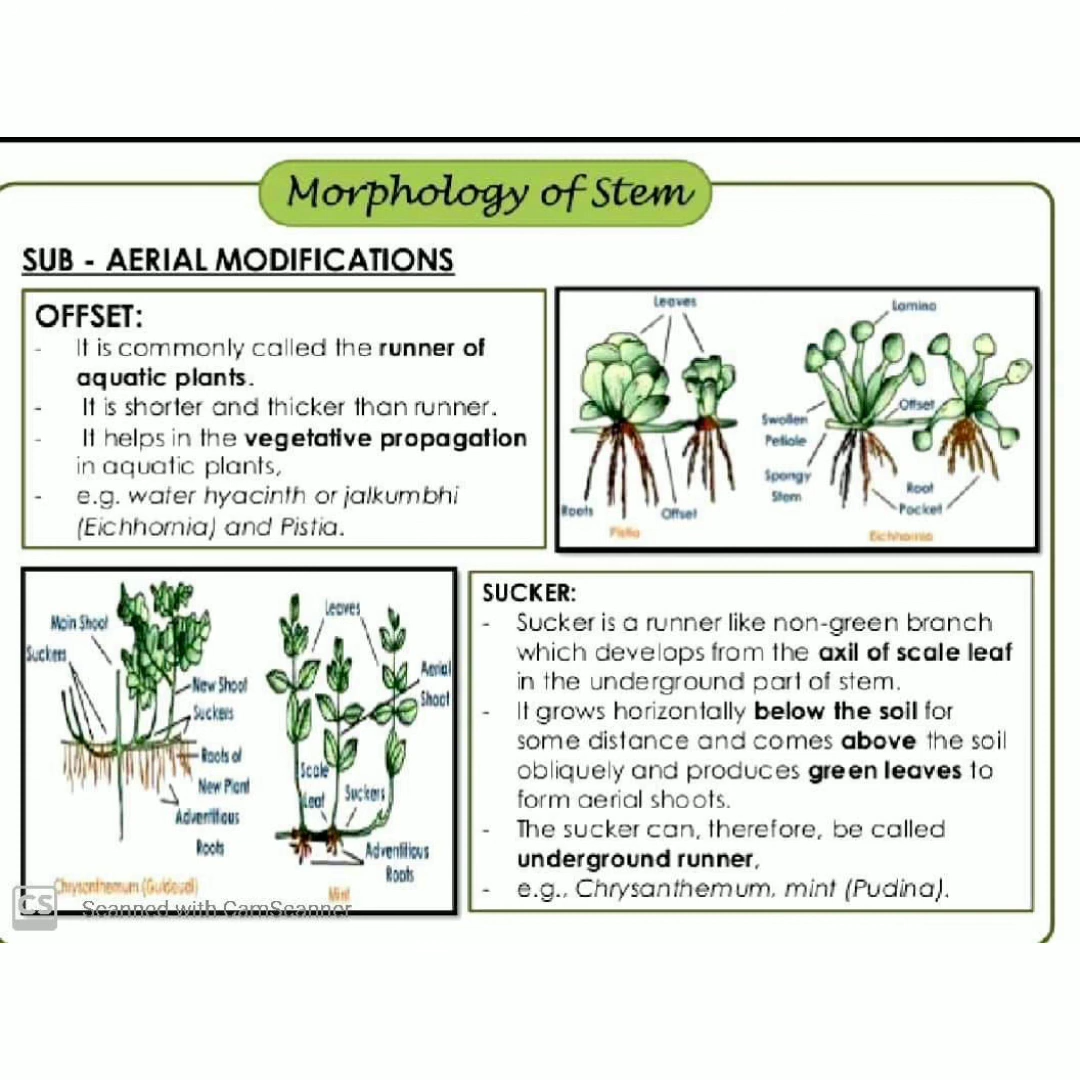 Morphology of Stem
SUB - AERIAL MODIFICATIONS
OFFSET:
- It is commonly called the runner of
aquatic plants.
- It is shorter and thicker than runner.
- It helps in the vegetative propagation
in aquatic plants,
- e.g. water hyacinth or jalkumbhi
(Eichhornia) and Pistia.
Leaves
Roots
Offset
Pistia
Lamina
Offset
Swollen
Petiole
Spongy
Stem
Root
Pocket
Eichhornia
Main Shoot
Suckers
New Shoot
Suckers
Roots of
New Plant
Adventitious
Roots
Chrysanthemum (Guldaudi)
Leaves
Aerial
Shoot
Scale
Leaf
Suckers
Adventitious
Roots
Mint
SUCKER:
- Sucker is a runner like non-green branch
which develops from the axil of scale leaf
in the underground part of stem.
- It grows horizontally below the soil for
some distance and comes above the soil
obliquely and produces green leaves to
form aerial shoots.
- The sucker can, therefore, be called
underground runner,
- e.g., Chrysanthemum, mint (Pudina).
CS
Scanned with CamScanner